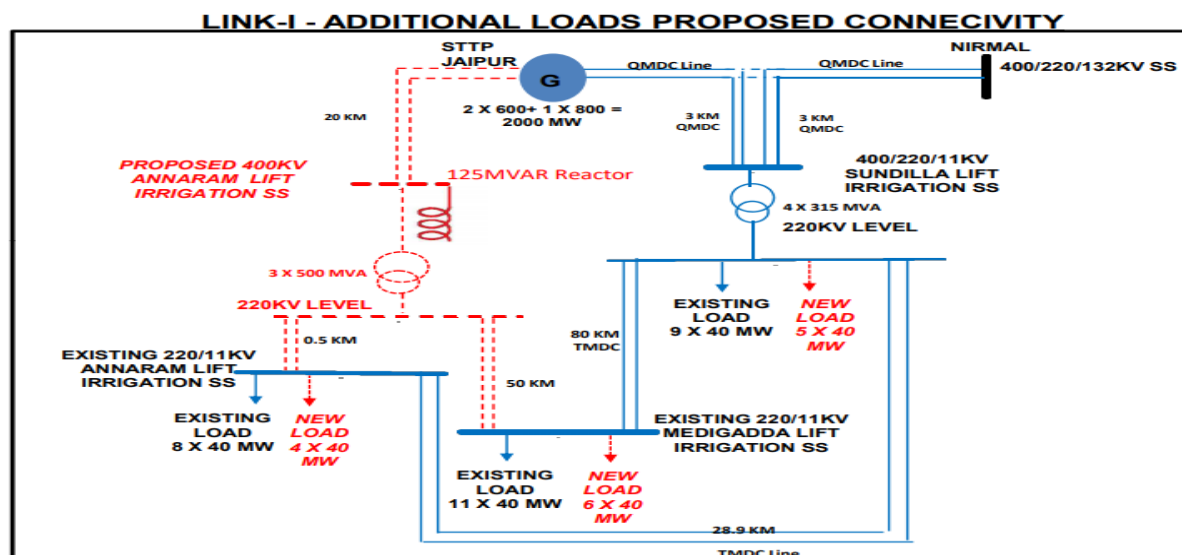 LINK-I - ADDITIONAL LOADS PROPOSED CONNECIVITY
STTP
JAIPUR
G
2 X 600+ 1 X 800 =
2000 MW
QMDC Line
QMDC Line
NIRMAL
400/220/132KV SS
20 KM
3 KM
QMDC
3 KM
QMDC
PROPOSED 400KV
ANNARAM LIFT
IRRIGATION SS
125MVAR Reactor
400/220/11KV
SUNDILLA LIFT
IRRIGATION SS
4 X 315 MVA
220KV LEVEL
3 X 500 MVA
220KV LEVEL
EXISTING
LOAD
9 X 40 MW
NEW
LOAD
5 X 40
MW
0.5 KM
80 KM
TMDC
EXISTING 220/11KV
ANNARAM LIFT
IRRIGATION SS
50 KM
EXISTING
LOAD
8 X 40 MW
NEW
LOAD
4 X 40
MW
EXISTING 220/11KV
MEDIGADDA LIFT
IRRIGATION SS
EXISTING
LOAD
11 X 40 MW
NEW
LOAD
6 X 40
MW
28.9 KM
TMDC Line